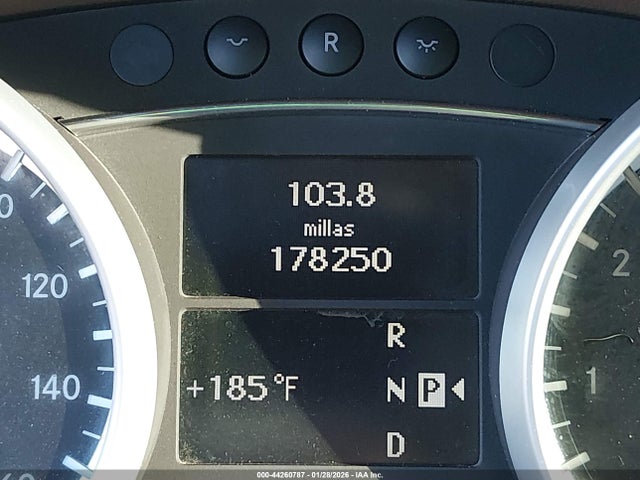 R
103.8
millas
178250
120
140
2
1
R
+185°F
N P
D
000-44260787 - 01/28/2026 - IAA Inc.